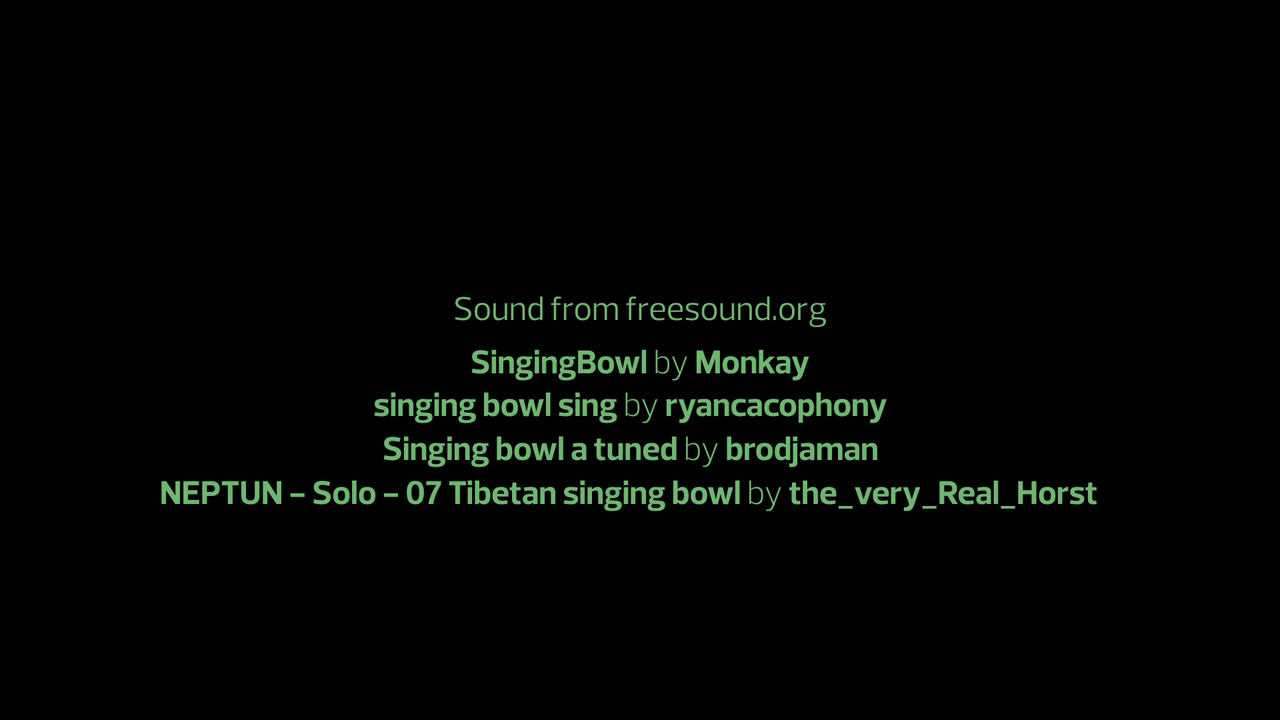 Sound from freesound.org
SingingBowl by Monkay
singing bowl sing by ryancacophony
Singing bowl a tuned by brodjaman
NEPTUN – Solo – 07 Tibetan singing bowl by the_very_Real_Horst